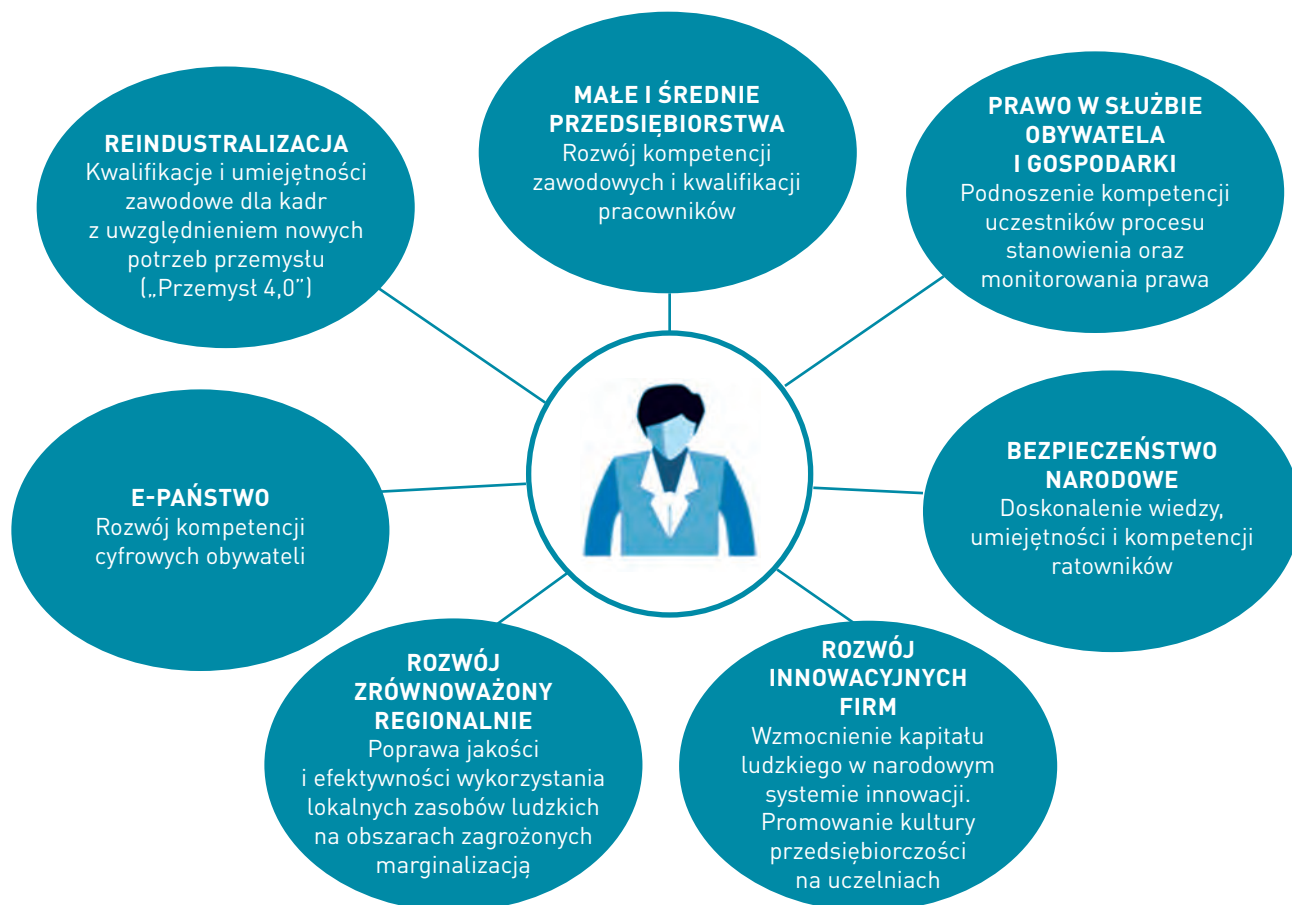 REINDUSTRALIZACJA
Kwalifikacje i umiejętności
zawodowe dla kadr
z uwzględnieniem nowych
potrzeb przemysłu
(„Przemysł 4,0”)
MAŁE I ŚREDNIE
PRZEDSIĘBIORSTWA
Rozwój kompetencji
zawodowych i kwalifikacji
pracowników
PRAWO W SŁUŻBIE
OBYWATELA
I GOSPODARKI
Podnoszenie kompetencji
uczestników procesu
stanowienia oraz
monitorowania prawa
E-PAŃSTWO
Rozwój kompetencji
cyfrowych obywateli
BEZPIECZEŃSTWO
NARODOWE
Doskonalenie wiedzy,
umiejętności i kompetencji
ratowników
ROZWÓJ
ZRÓWNOWAŻONY
REGIONALNIE
Poprawa jakości
i efektywności wykorzystania
lokalnych zasobów ludzkich
na obszarach zagrożonych
marginalizacją
ROZWÓJ
INNOWACYJNYCH
FIRM
Wzmocnienie kapitału
ludzkiego w narodowym
systemie innowacji.
Promowanie kultury
przedsiębiorczości
na uczelniach